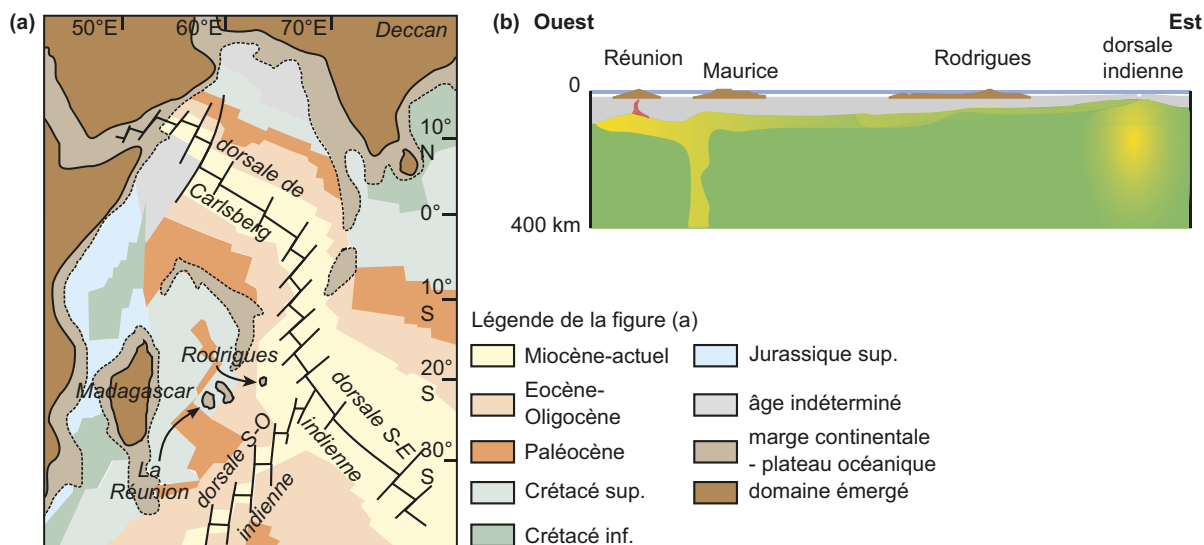 (a)
50°E
60°E
70°E
Deccan
10°
N
dorsale de
Carlsberg
0°
10°
S
Rodrigues
Madagascar
20°
S
dorsale S-E
indienne
dorsale S-O
indienne
30°
S
La
Réunion
(b) Ouest
Est
Réunion
Maurice
Rodrigues
dorsale
indienne
0
400 km
Légende de la figure (a)
Miocène-actuel
Eocène-
Oligocène
Paléocène
Crétacé sup.
Crétacé inf.
Jurassique sup.
âge indéterminé
marge continentale
- plateau océanique
domaine émergé